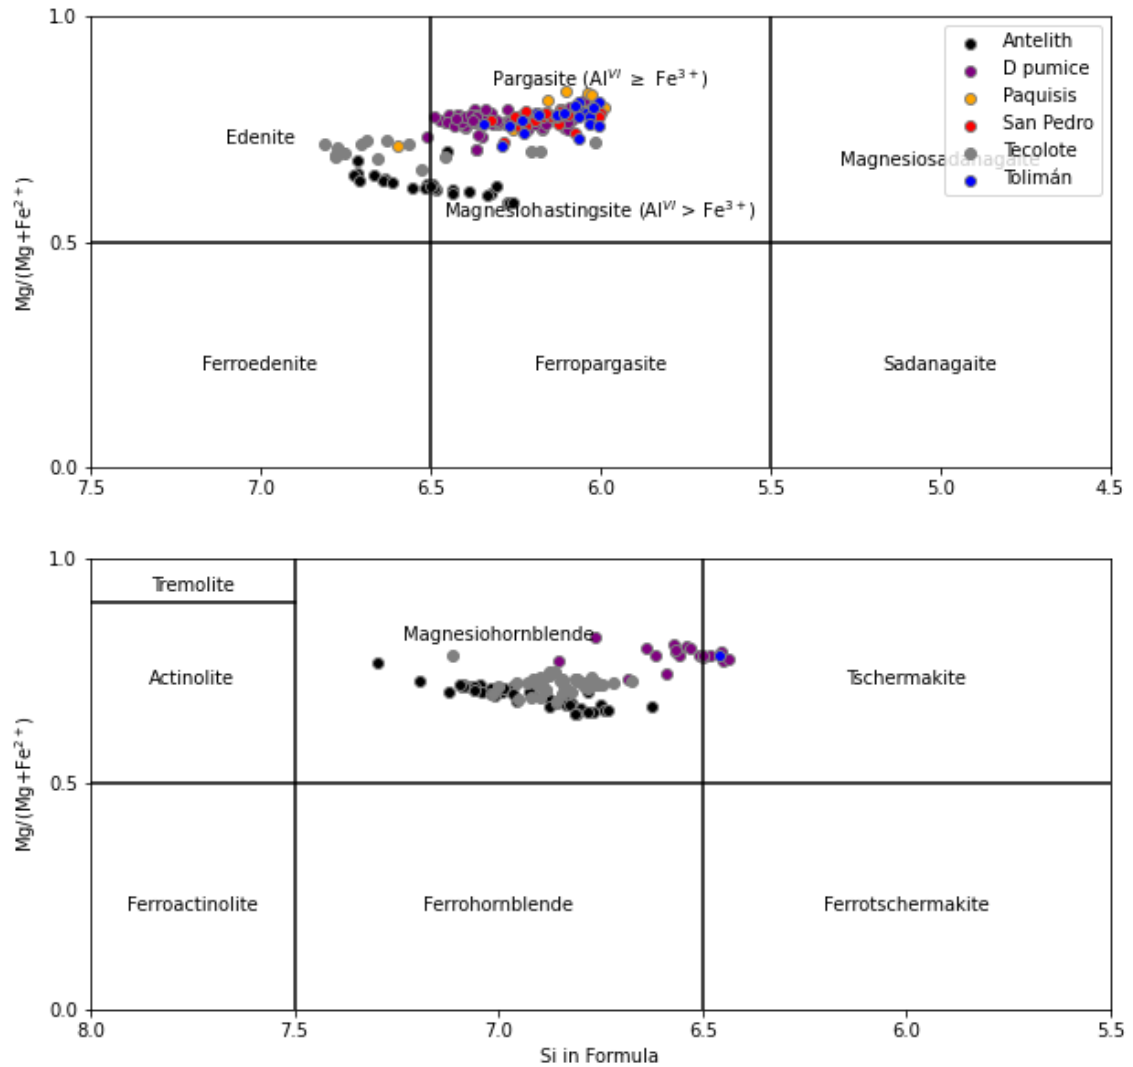 1.0
Antelith
D pumice
Pargasite (Al^VI ≥ Fe^3+)
Paquisis
San Pedro
Edenite
Tecolote
Magnesiosadanagaite
Tolimán
Magnesiohastingsite (Al^VI > Fe^3+)
Mg/(Mg+Fe^2+)
0.5
Ferroedenite
Ferropargasite
Sadanagaite
0.0
7.5
7.0
6.5
6.0
5.5
5.0
4.5
1.0
Tremolite
Magnesiohornblende
Actinolite
Tschermakite
Mg/(Mg+Fe^2+)
0.5
Ferroactinolite
Ferrohornblende
Ferrotschermakite
0.0
8.0
7.5
7.0
6.5
6.0
5.5
Si in Formula